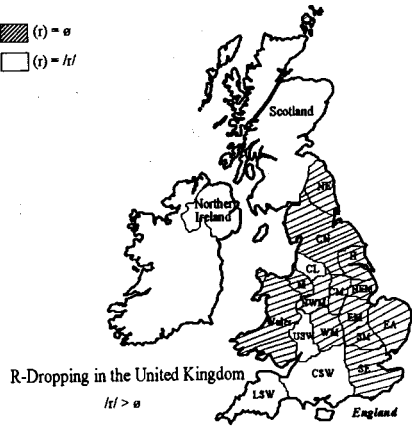 (r) = ø
(r) = /r/
Scotland
Northern
Ireland
NE
CN
H
CL
M
NWM
CM
NEM
Wales
USW
WM
EM
SM
EA
R-Dropping in the United Kingdom
/r/ > ø
CSW
SE
LSW
England